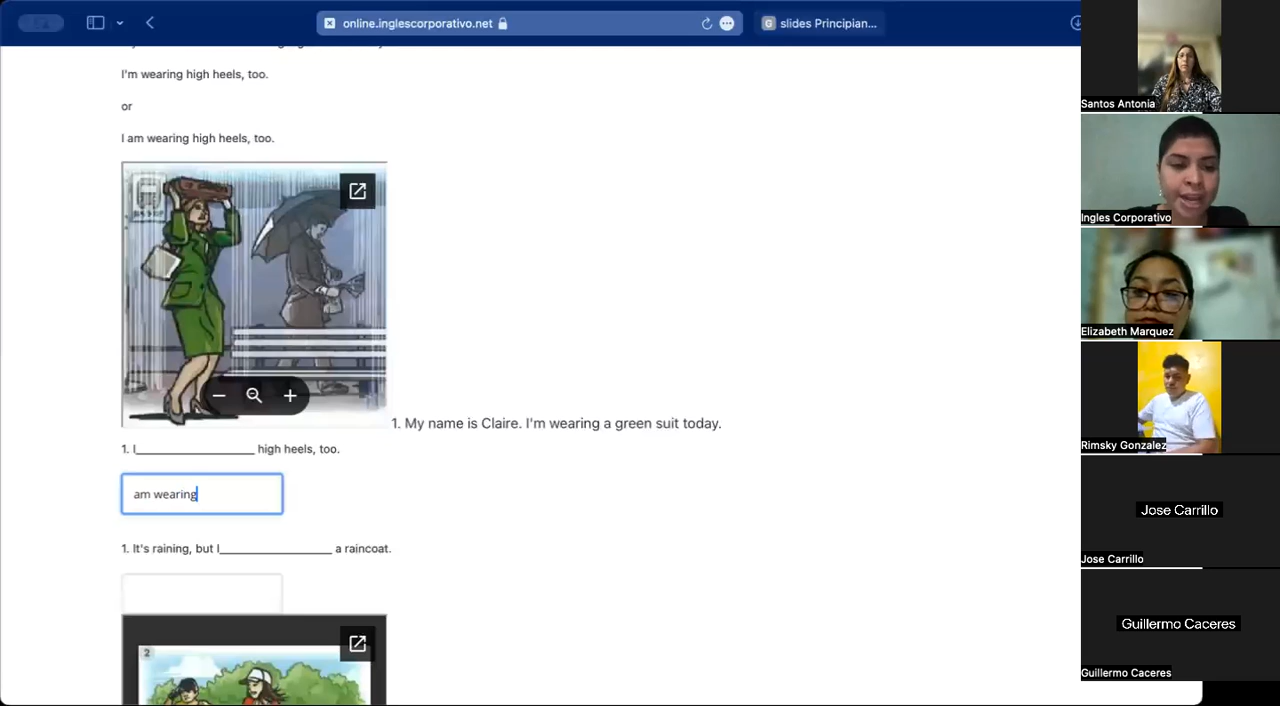 online.inglescorporativo.net
slides Principian...
I'm wearing high heels, too.
or
I am wearing high heels, too.
1. My name is Claire. I'm wearing a green suit today.
1. I_________________ high heels, too.
am wearing
1. It's raining, but I________________ a raincoat.
2
Santos Antonia
Ingles Corporativo
Elizabeth Marquez
Rimsky Gonzalez
Jose Carrillo
Jose Carrillo
Guillermo Caceres
Guillermo Caceres